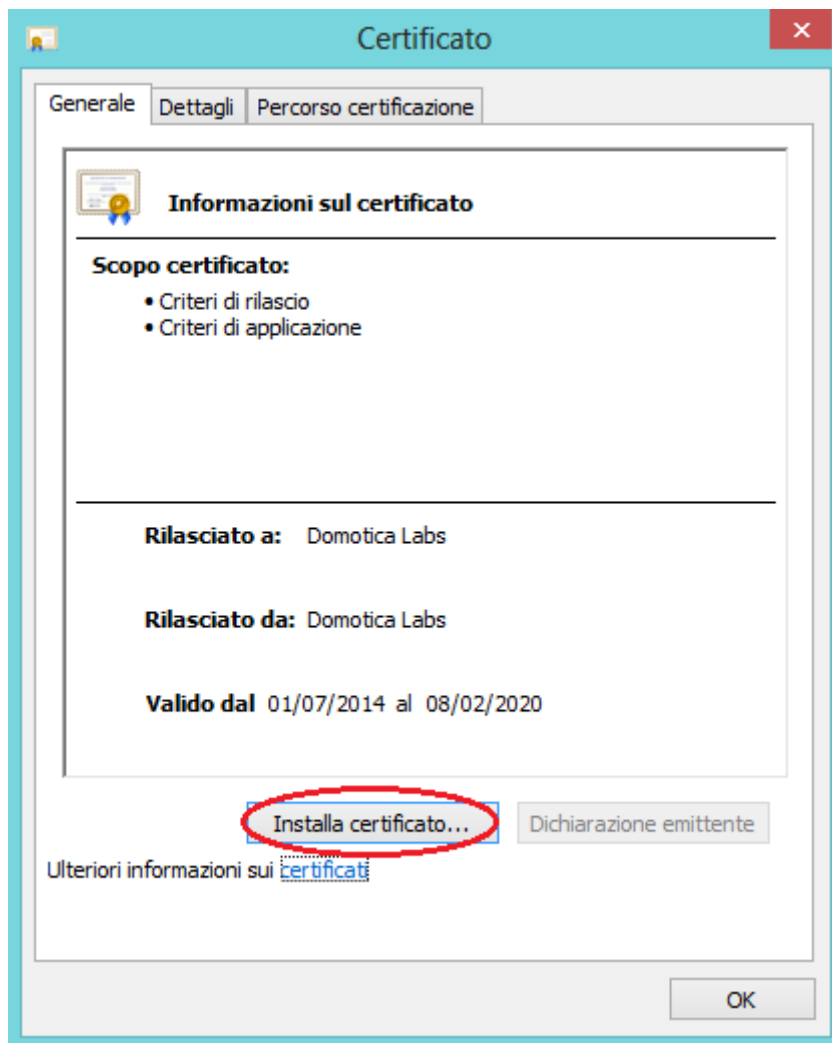 Certificato
Generale Dettagli Percorso certificazione
Informazioni sul certificato
Scopo certificato:
• Criteri di rilascio
• Criteri di applicazione
Rilasciato a: Domotica Labs
Rilasciato da: Domotica Labs
Valido dal 01/07/2014 al 08/02/2020
Installa certificato... Dichiarazione emittente
Ulteriori informazioni sui certificati
OK